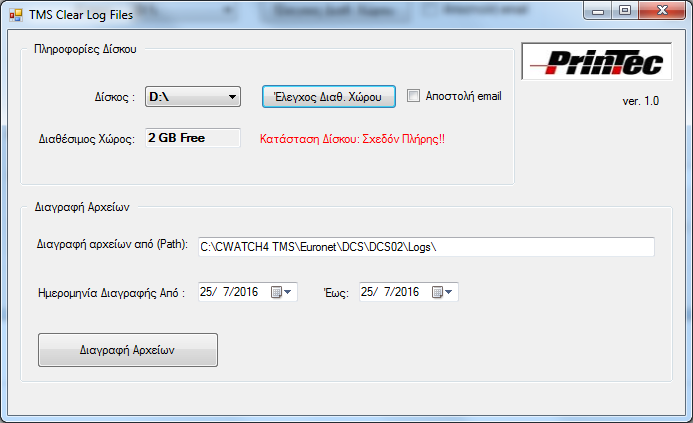 TMS Clear Log Files
Πληροφορίες Δίσκου
PrinTec
Δίσκος : D:\ Έλεγχος Διαθ. Χώρου Αποστολή email
ver. 1.0
Διαθέσιμος Χώρος: 2 GB Free Κατάσταση Δίσκου: Σχεδόν Πλήρης!!
Διαγραφή Αρχείων
Διαγραφή αρχείων από (Path): C:\CWATCH4 TMS\Euronet\DCS\DCS02\Logs\
Ημερομηνία Διαγραφής Από : 25/ 7/2016 Έως: 25/ 7/2016
Διαγραφή Αρχείων